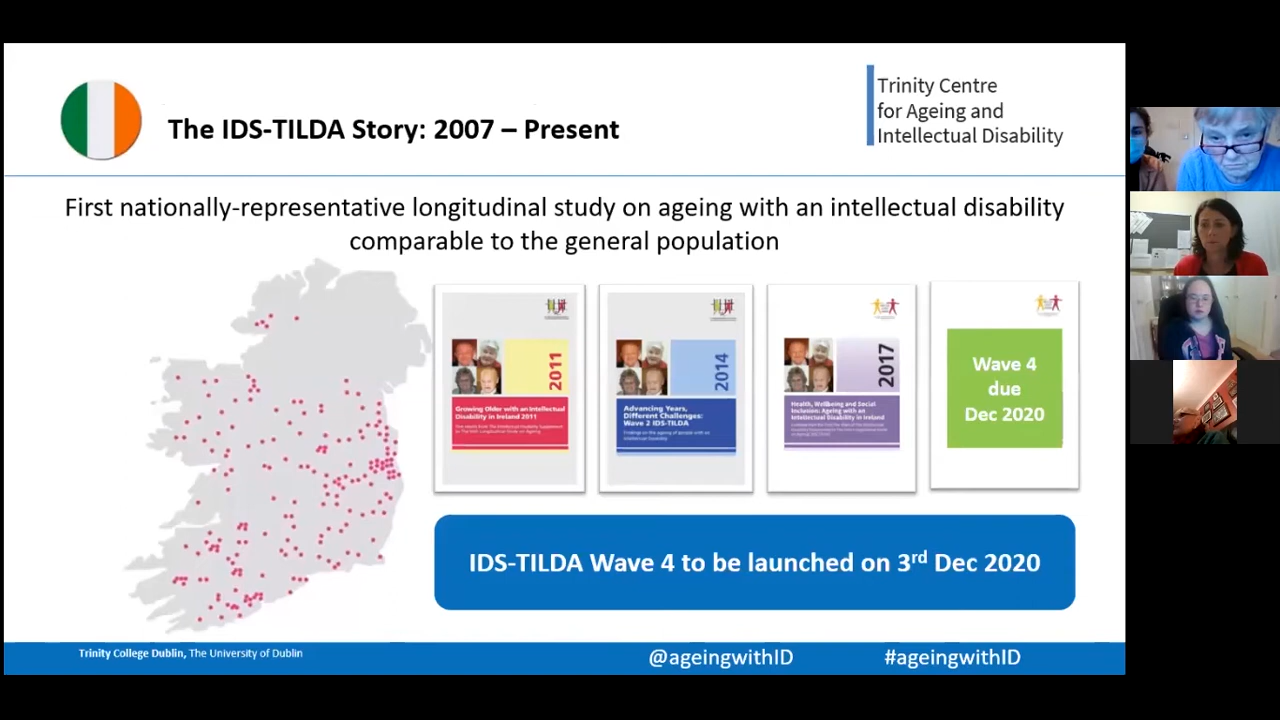 The IDS-TILDA Story: 2007 – Present
Trinity Centre
for Ageing and
Intellectual Disability
First nationally-representative longitudinal study on ageing with an intellectual disability
comparable to the general population
2011
Growing Older with an Intellectual
Disability in Ireland 2011
2014
Advancing Years,
Different Challenges:
Wave 2 IDS-TILDA
2017
Health, Wellbeing and Social
Inclusion: Ageing with an
Intellectual Disability in Ireland
Wave 4
due
Dec 2020
IDS-TILDA Wave 4 to be launched on 3rd Dec 2020
Trinity College Dublin, The University of Dublin
@ageingwithID
#ageingwithID